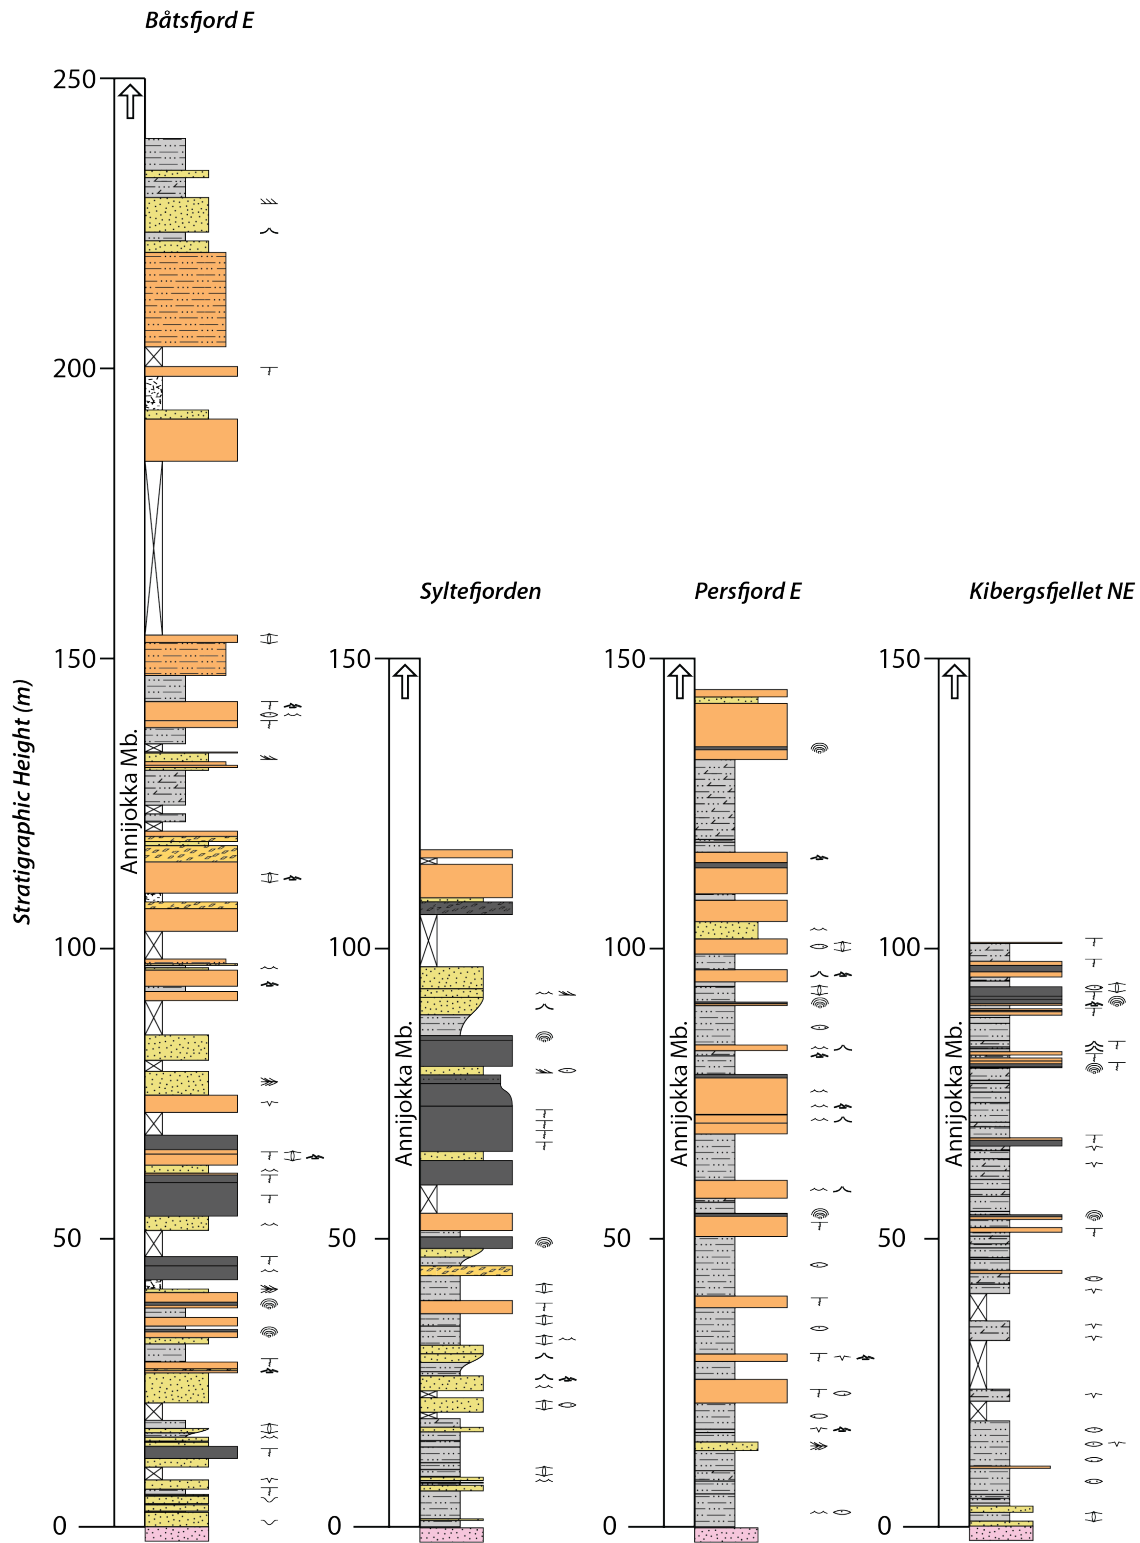 Båtsfjord E
250
200
150
100
50
0
Stratigraphic Height (m)
Annijokka Mb.
Syltefjorden
150
100
50
0
Annijokka Mb.
Persfjord E
150
100
50
0
Annijokka Mb.
Kibergsfjellet NE
150
100
50
0
Annijokka Mb.